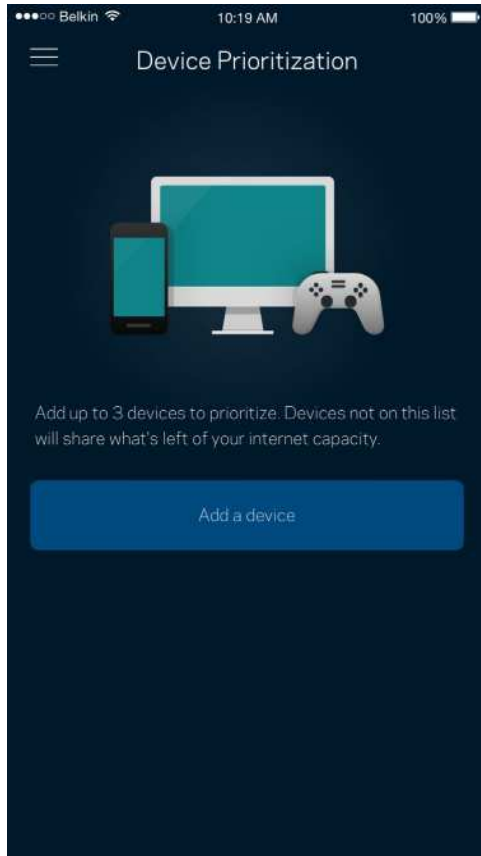 Belkin 10:19 AM 100%
Device Prioritization
Add up to 3 devices to prioritize. Devices not on this list
will share what's left of your internet capacity.
Add a device